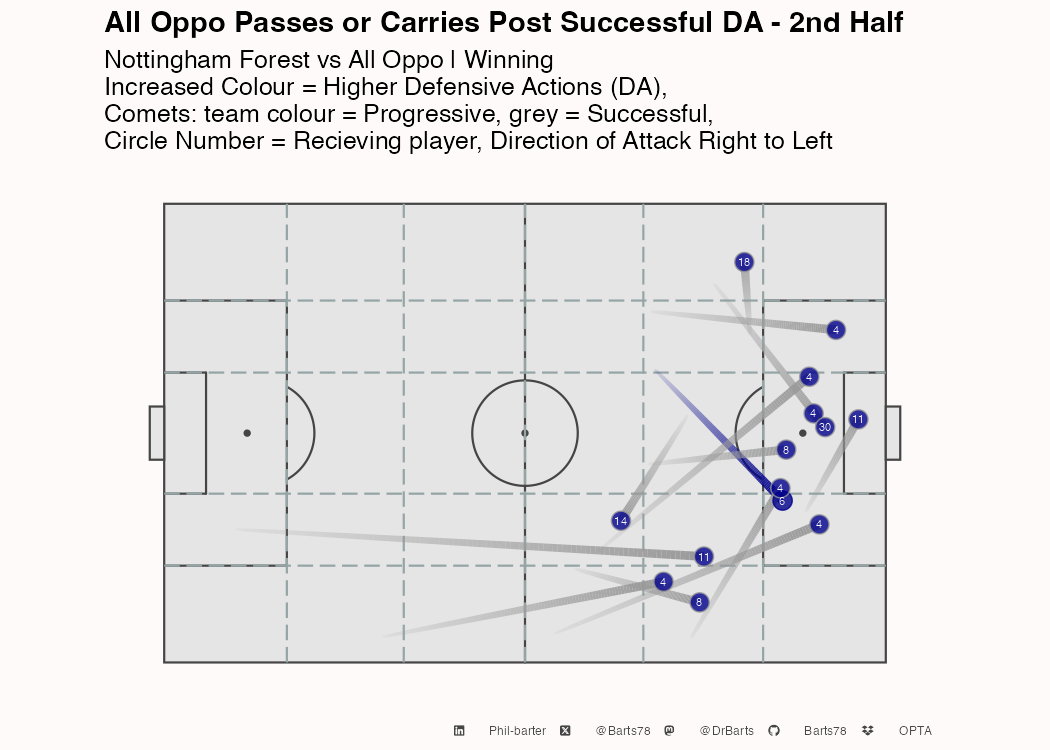 All Oppo Passes or Carries Post Successful DA - 2nd Half
Nottingham Forest vs All Oppo | Winning
Increased Colour = Higher Defensive Actions (DA),
Comets: team colour = Progressive, grey = Successful,
Circle Number = Recieving player, Direction of Attack Right to Left
18
4
4
4
30
11
8
4
6
14
4
11
4
8
Phil-barter @Barts78 @DrBarts Barts78 OPTA